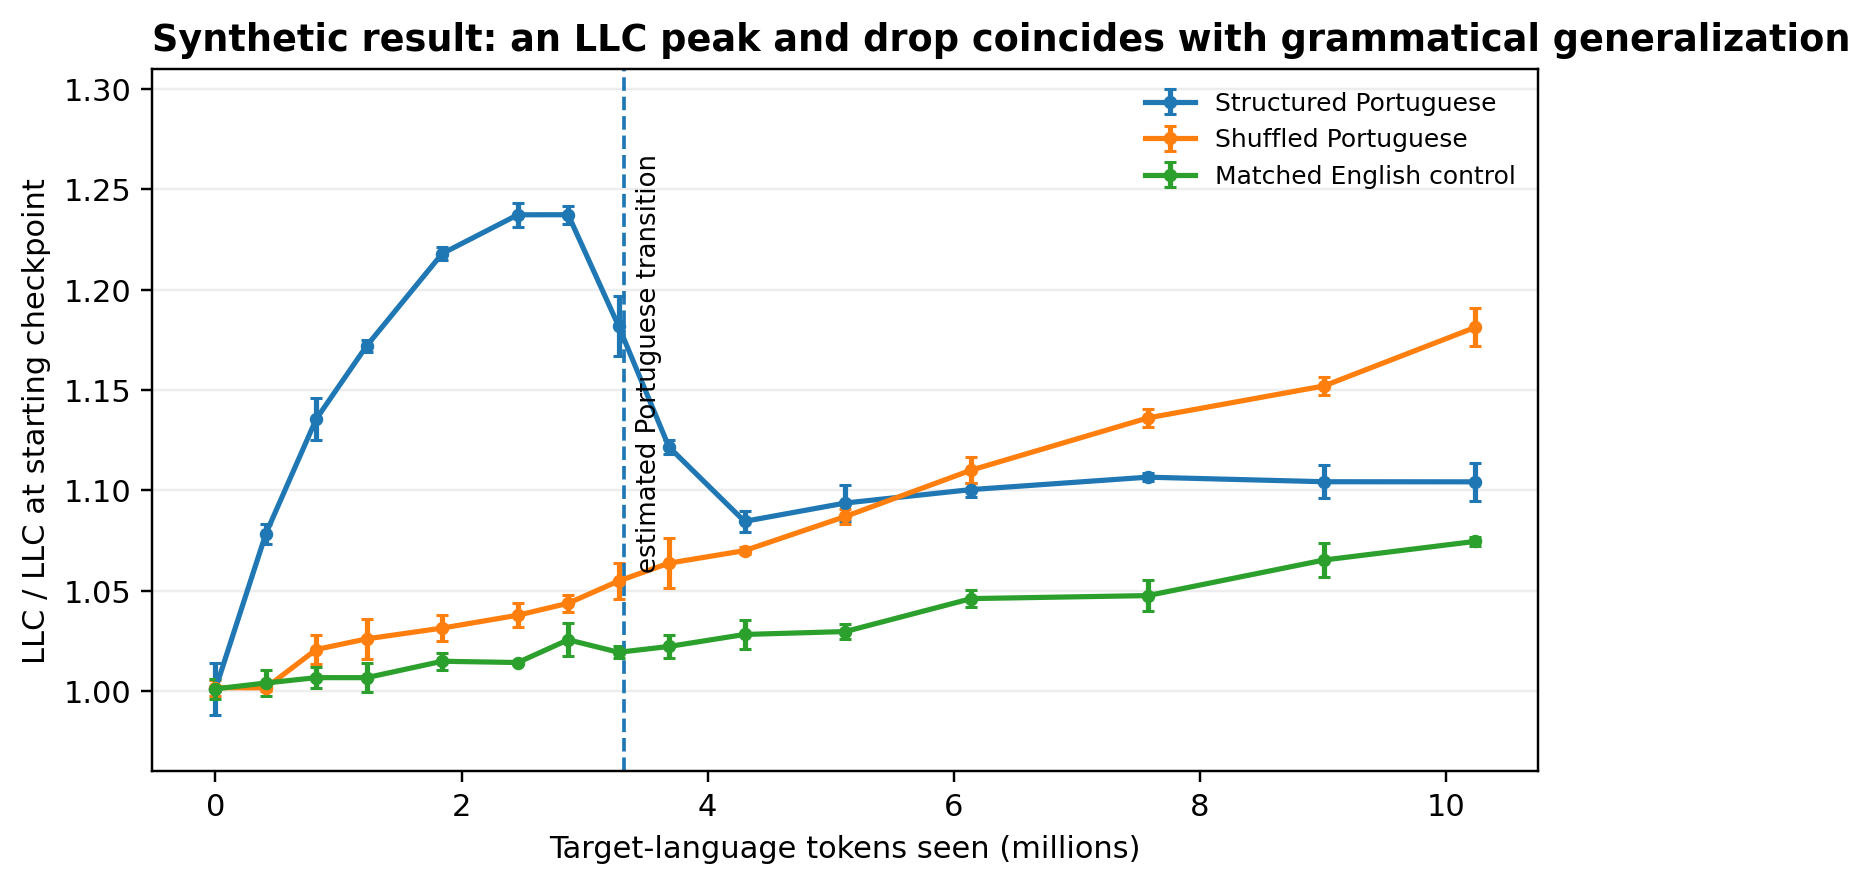 Synthetic result: an LLC peak and drop coincides with grammatical generalization
LLC / LLC at starting checkpoint
1.30
1.25
1.20
1.15
1.10
1.05
1.00
Structured Portuguese
Shuffled Portuguese
Matched English control
estimated Portuguese transition
0
2
4
6
8
10
Target-language tokens seen (millions)